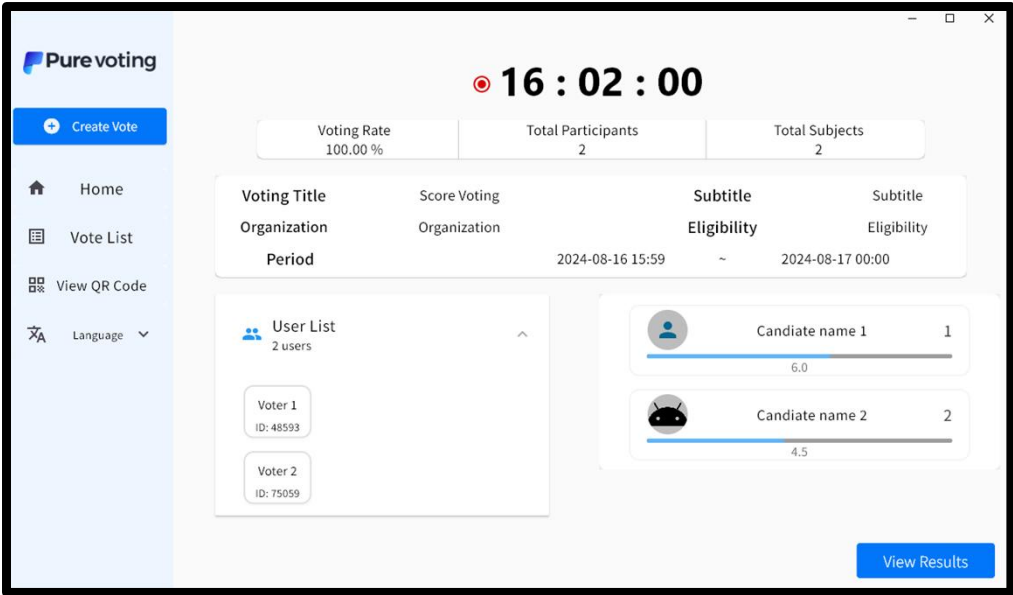 Pure voting
16 : 02 : 00
Create Vote
Voting Rate Total Participants Total Subjects
100.00 % 2 2
Home
Vote List
View QR Code
Language
Voting Title Score Voting Subtitle Subtitle
Organization Organization Eligibility Eligibility
Period 2024-08-16 15:59 ~ 2024-08-17 00:00
User List
2 users
Voter 1
ID: 48593
Voter 2
ID: 75059
Candiate name 1 1
6.0
Candiate name 2 2
4.5
View Results